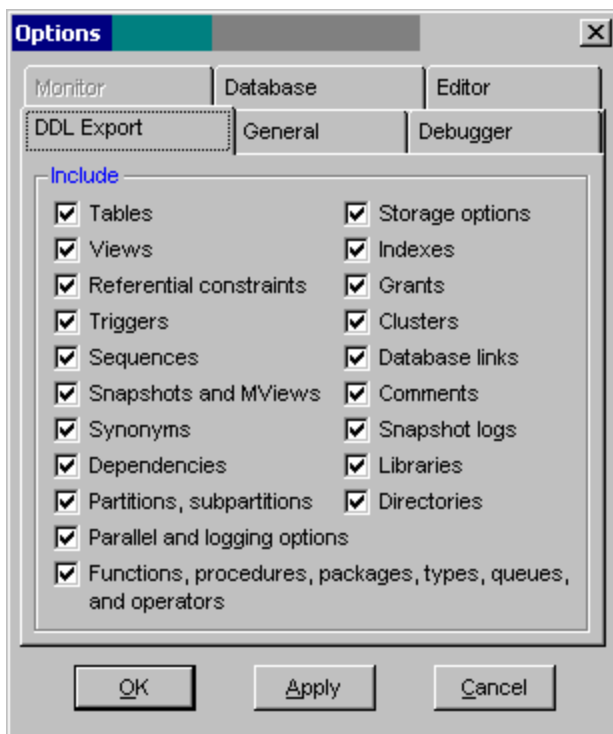 Options
Monitor
Database
Editor
DDL Export
General
Debugger
Include
Tables
Storage options
Views
Indexes
Referential constraints
Grants
Triggers
Clusters
Sequences
Database links
Snapshots and MViews
Comments
Synonyms
Snapshot logs
Dependencies
Libraries
Partitions, subpartitions
Directories
Parallel and logging options
Functions, procedures, packages, types, queues,
and operators
OK
Apply
Cancel